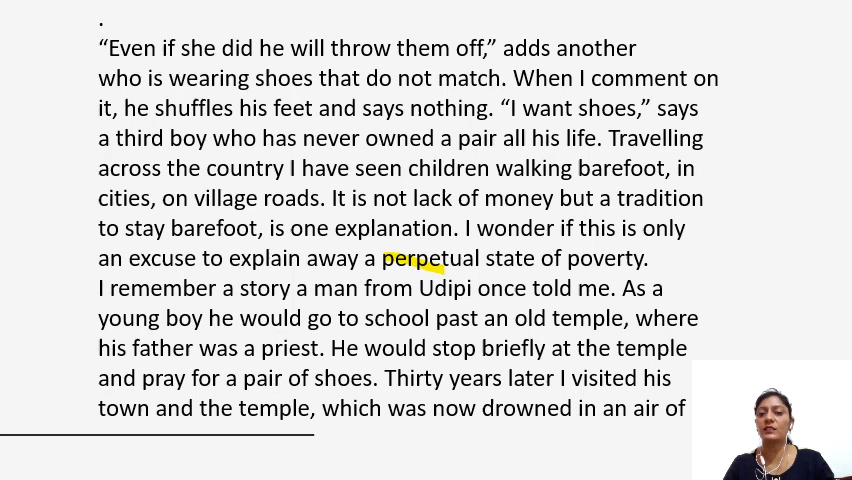 .
“Even if she did he will throw them off,” adds another
who is wearing shoes that do not match. When I comment on
it, he shuffles his feet and says nothing. “I want shoes,” says
a third boy who has never owned a pair all his life. Travelling
across the country I have seen children walking barefoot, in
cities, on village roads. It is not lack of money but a tradition
to stay barefoot, is one explanation. I wonder if this is only
an excuse to explain away a perpetual state of poverty.
I remember a story a man from Udipi once told me. As a
young boy he would go to school past an old temple, where
his father was a priest. He would stop briefly at the temple
and pray for a pair of shoes. Thirty years later I visited his
town and the temple, which was now drowned in an air of